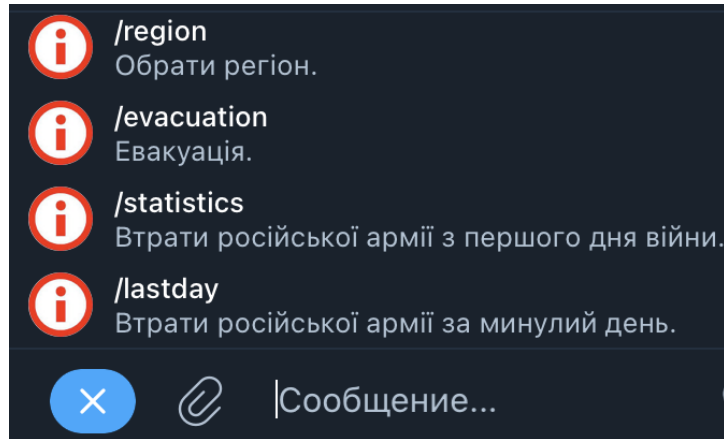 /region
Обрати регіон.
/evacuation
Евакуація.
/statistics
Втрати російської армії з першого дня війни.
/lastday
Втрати російської армії за минулий день.
Сообщение...